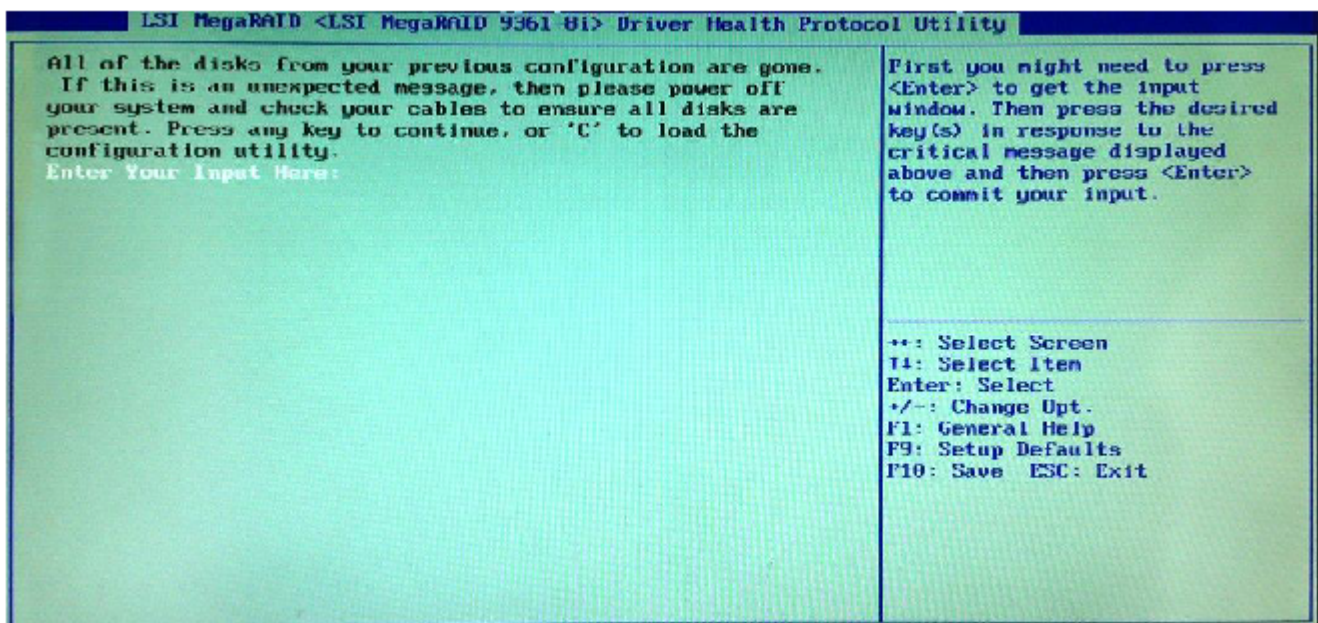 LSI MegaRAID <LSI MegaRAID 9361-8i> Driver Health Protocol Utility
All of the disks from your previous configuration are gone.
If this is an unexpected message, then please power off
your system and check your cables to ensure all disks are
present. Press any key to continue, or 'C' to load the
configuration utility.
Enter Your Input Here:
First you might need to press
<Enter> to get the input
window. Then press the desired
key(s) in response to the
critical message displayed
above and then press <Enter>
to commit your input.
↔: Select Screen
↑↓: Select Item
Enter: Select
+/-: Change Opt.
F1: General Help
F9: Setup Defaults
F10: Save ESC: Exit